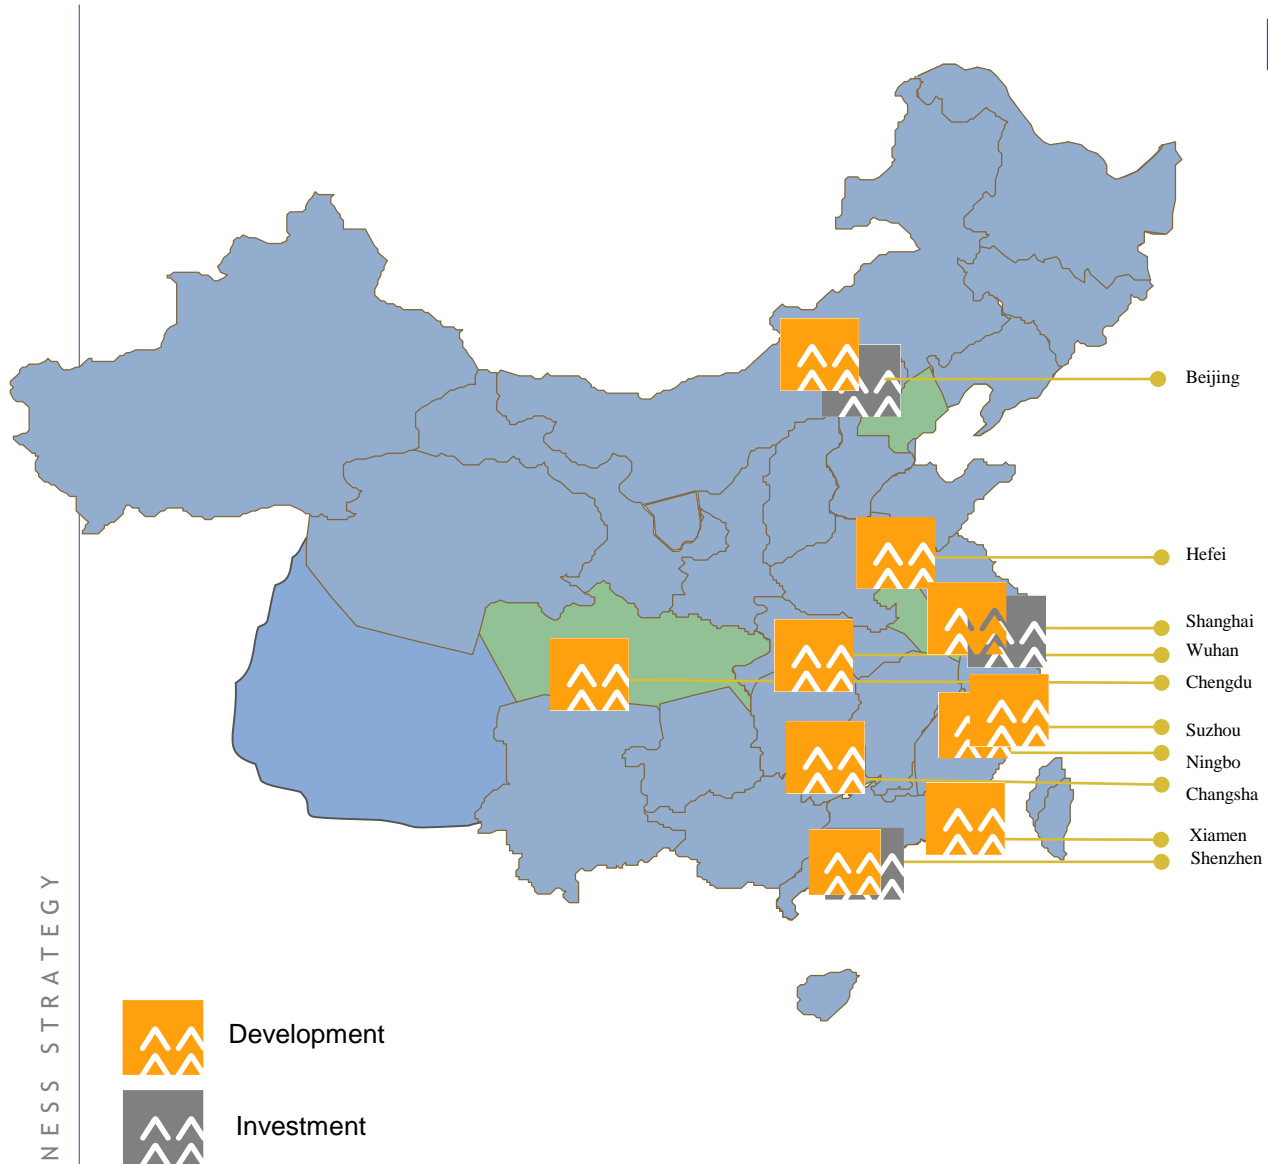 Beijing
Hefei
Shanghai
Wuhan
Chengdu
Suzhou
Ningbo
Changsha
Xiamen
Shenzhen
NESS STRATEGY
Development
Investment